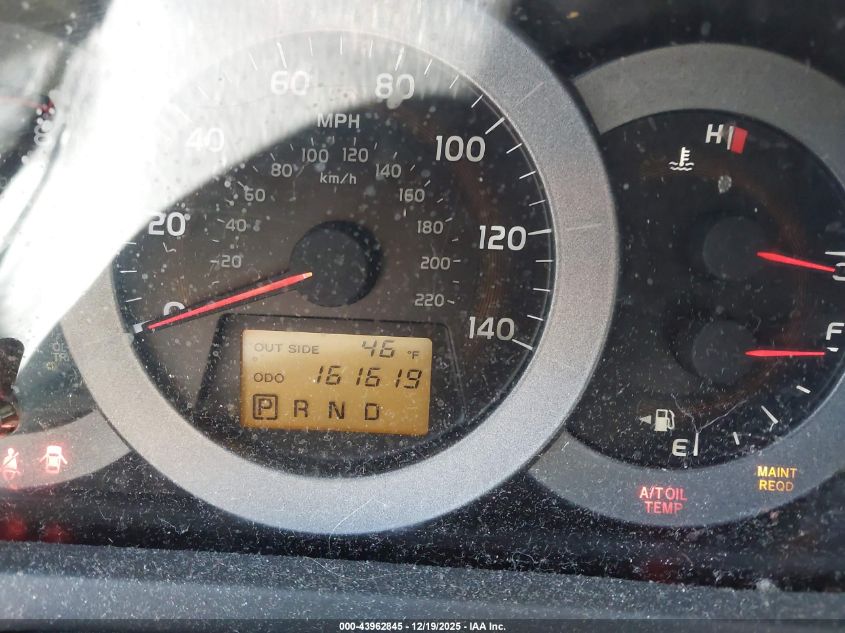 60
80
MPH
40
100
80
100
120
140
km/h
60
160
20
40
180
120
20
200
0
220
140
OUT SIDE 46 °F
ODO 161619
P R N D
H
C
F
E
A/T OIL
TEMP
MAINT
REQD
000-43962845 - 12/19/2025 - IAA Inc.